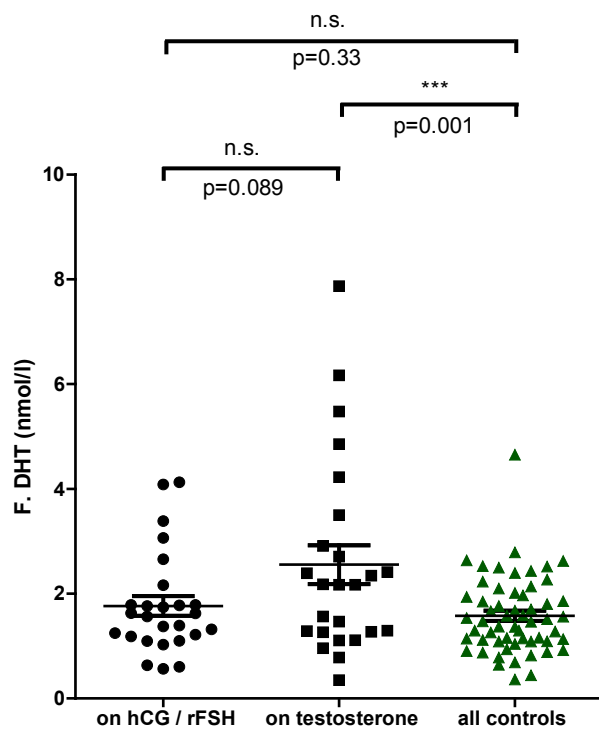 n.s.
p=0.33
***
p=0.001
n.s.
p=0.089
10
8
6
4
2
0
F. DHT (nmol/l)
on hCG / rFSH on testosterone all controls